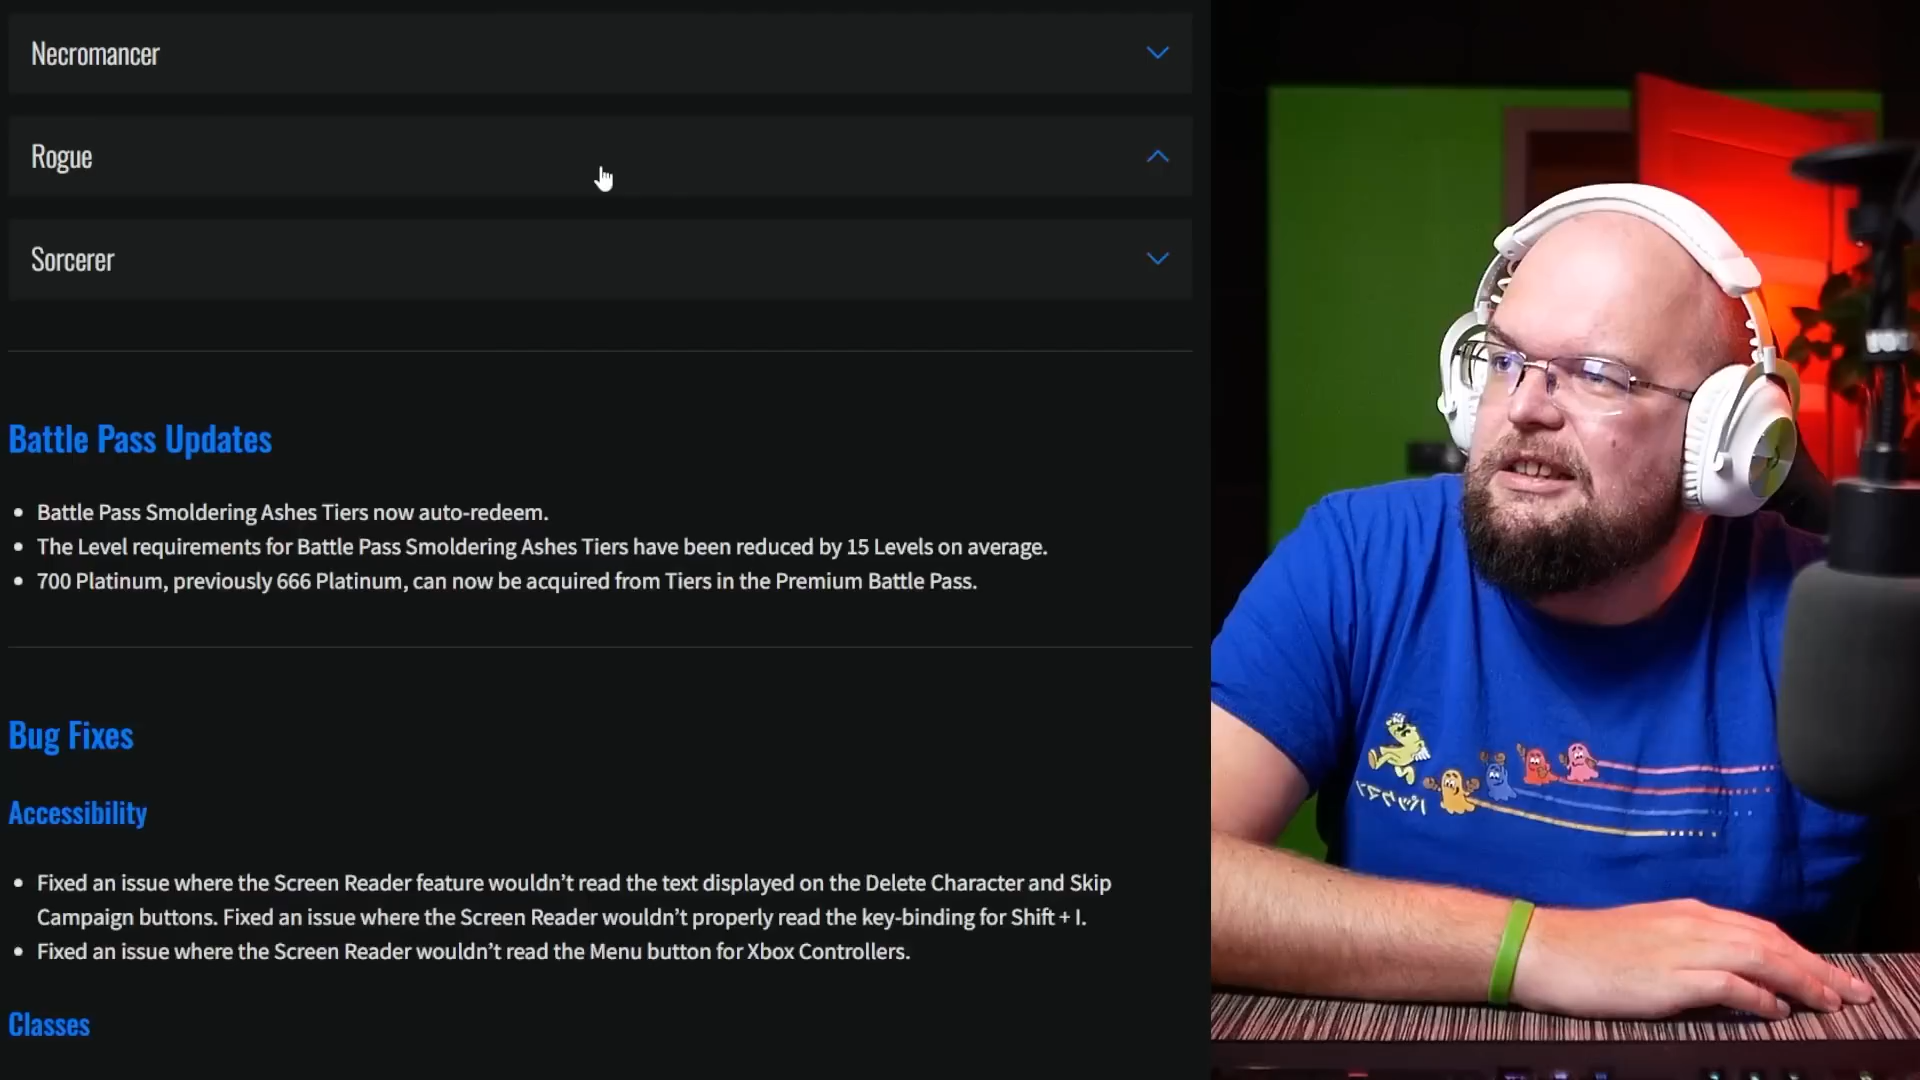 Necromancer
Rogue
Sorcerer
Battle Pass Updates
Battle Pass Smoldering Ashes Tiers now auto-redeem.
The Level requirements for Battle Pass Smoldering Ashes Tiers have been reduced by 15 Levels on average.
700 Platinum, previously 666 Platinum, can now be acquired from Tiers in the Premium Battle Pass.
Bug Fixes
Accessibility
Fixed an issue where the Screen Reader feature wouldn’t read the text displayed on the Delete Character and Skip
Campaign buttons. Fixed an issue where the Screen Reader wouldn’t properly read the key-binding for Shift + I.
Fixed an issue where the Screen Reader wouldn’t read the Menu button for Xbox Controllers.
Classes